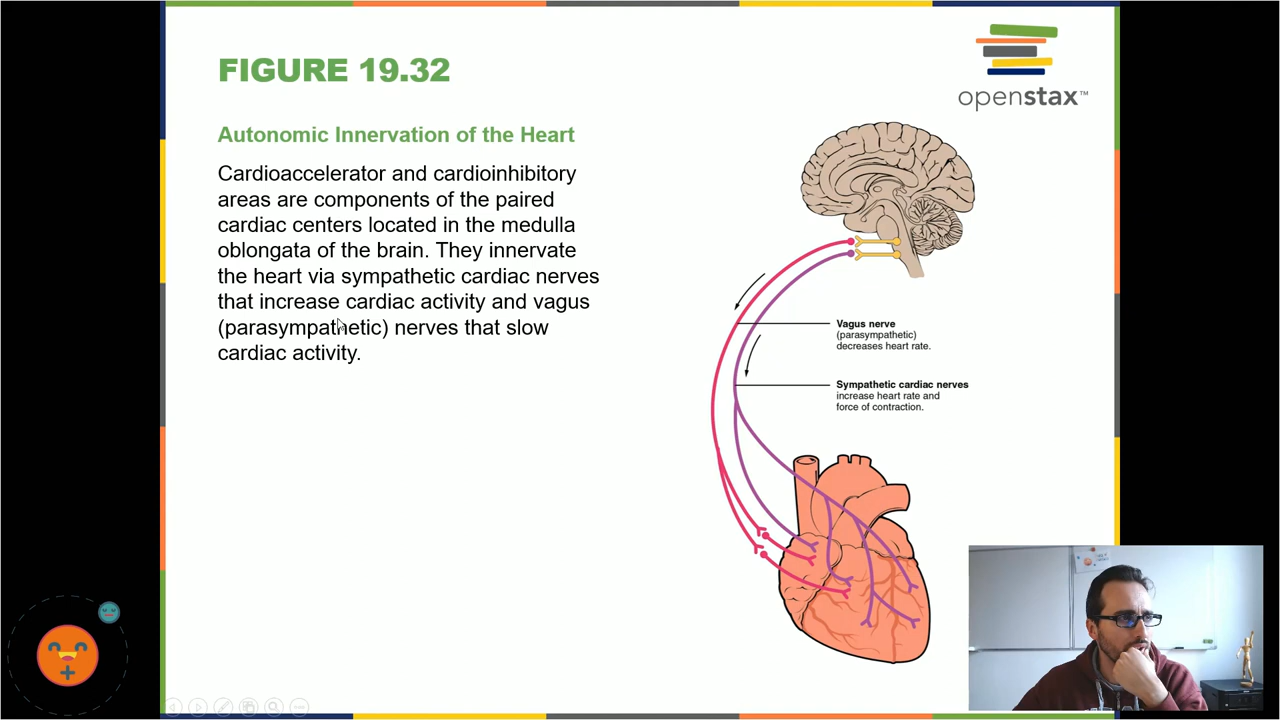 FIGURE 19.32
openstax™
Autonomic Innervation of the Heart
Cardioaccelerator and cardioinhibitory
areas are components of the paired
cardiac centers located in the medulla
oblongata of the brain. They innervate
the heart via sympathetic cardiac nerves
that increase cardiac activity and vagus
(parasympathetic) nerves that slow
cardiac activity.
Vagus nerve
(parasympathetic)
decreases heart rate.
Sympathetic cardiac nerves
increase heart rate and
force of contraction.